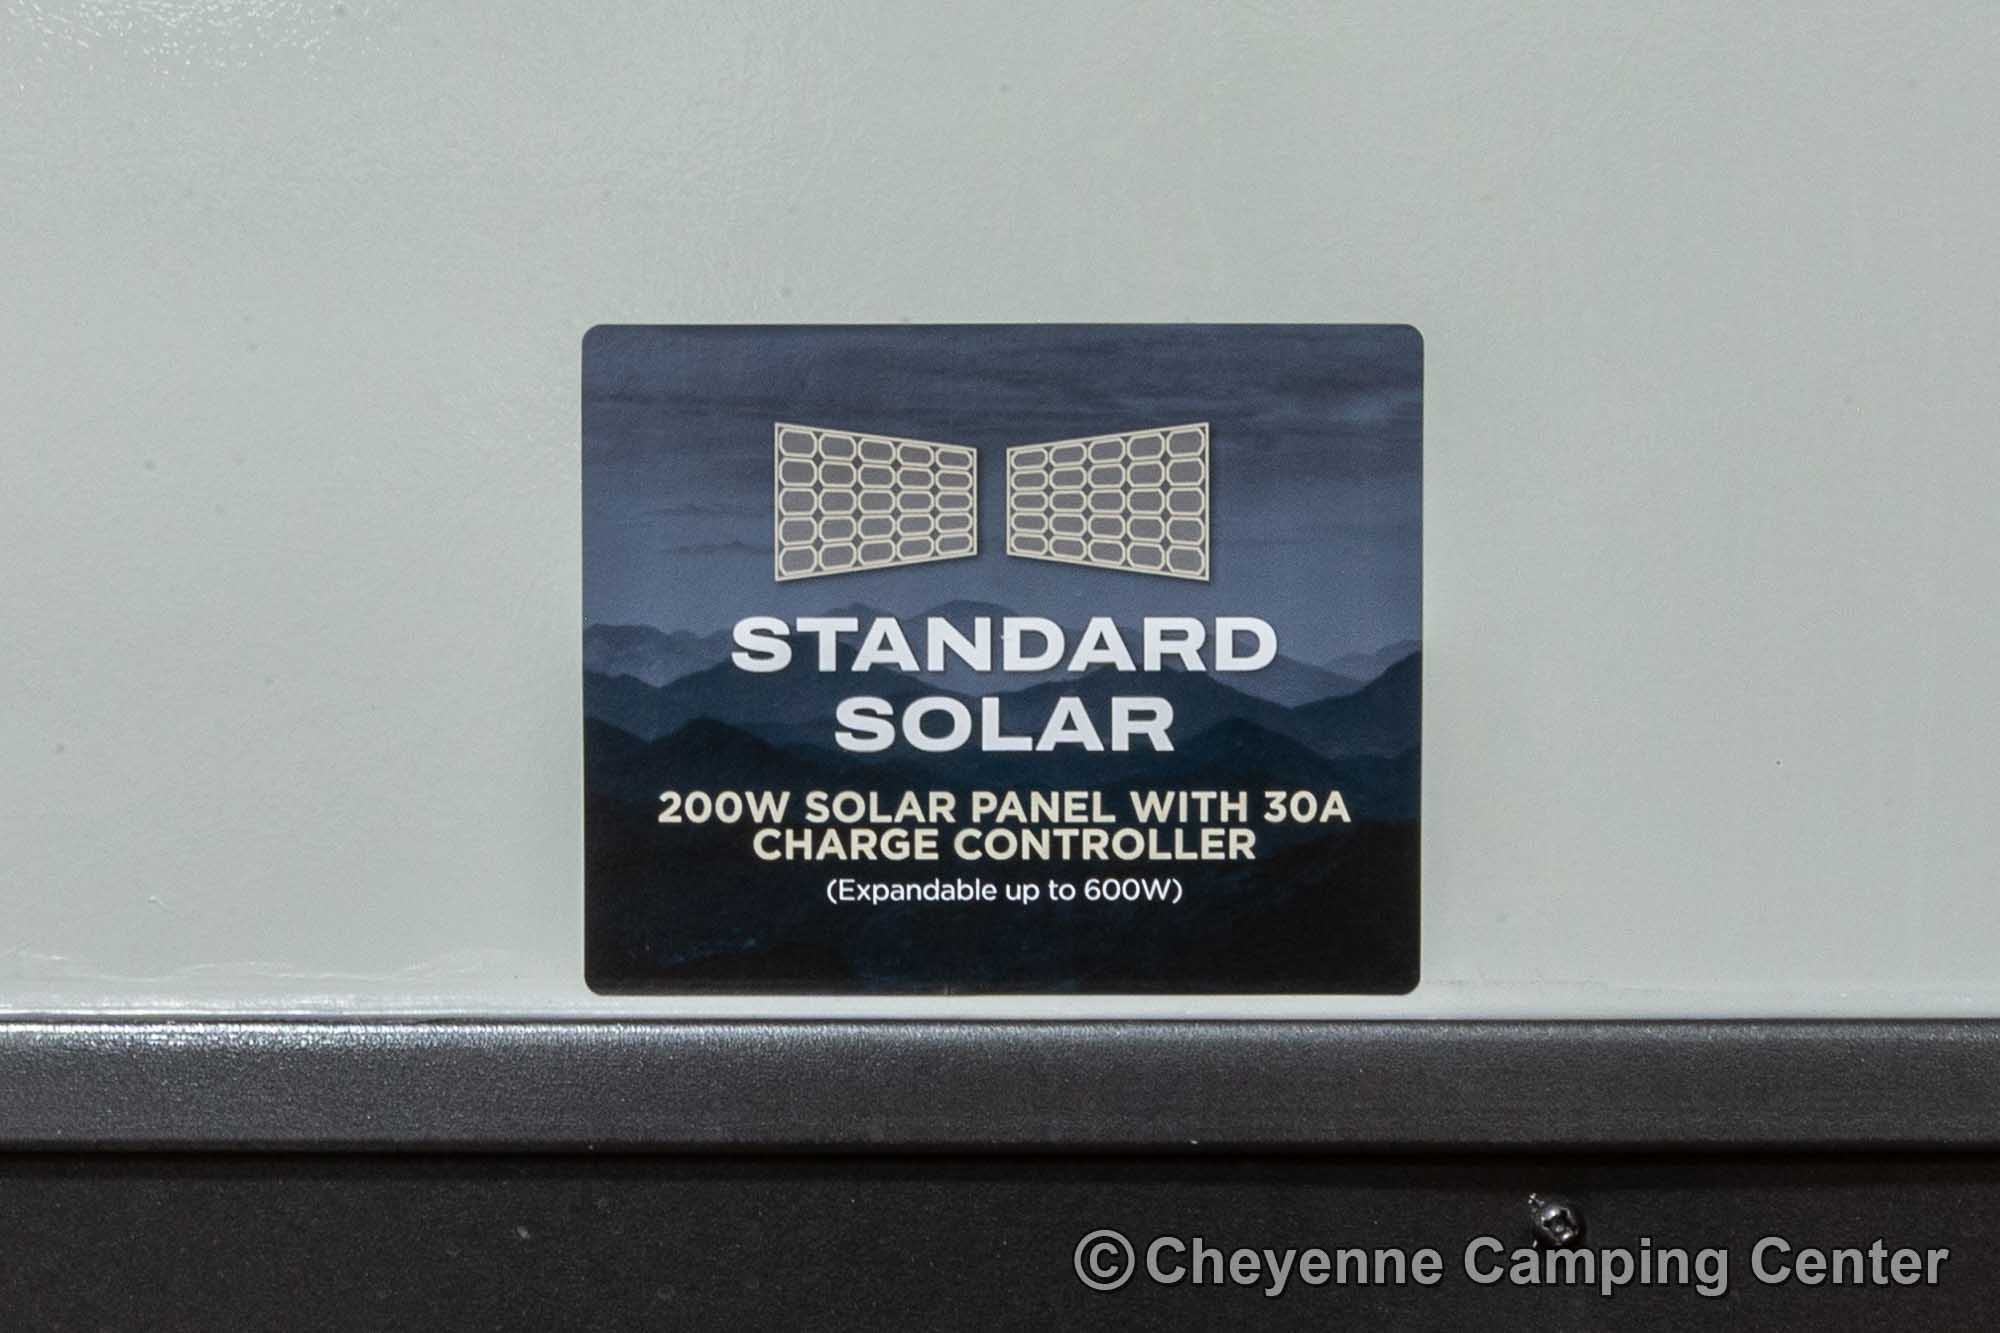 STANDARD
SOLAR
200W SOLAR PANEL WITH 30A
CHARGE CONTROLLER
(Expandable up to 600W)
©Cheyenne Camping Center